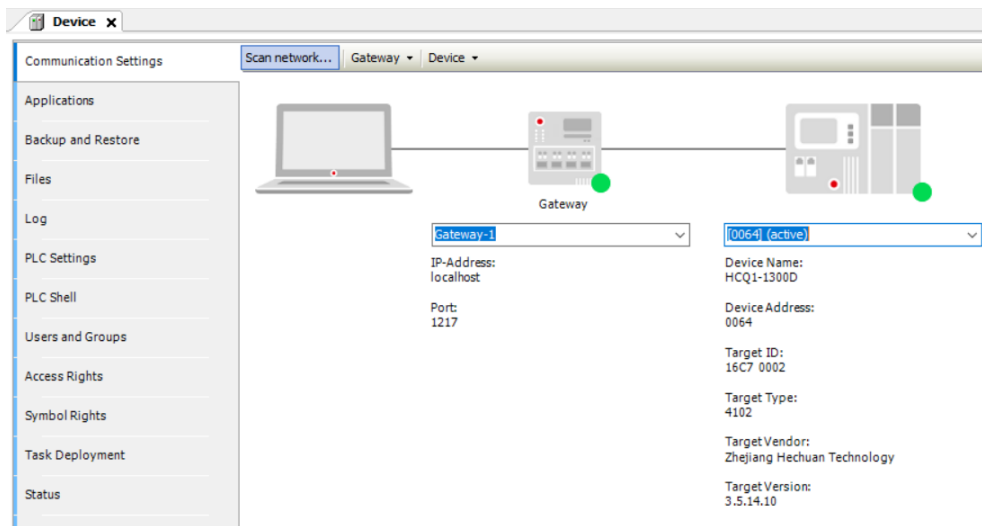 Device
Communication Settings
Scan network...
Gateway
Device
Applications
Backup and Restore
Files
Log
PLC Settings
PLC Shell
Users and Groups
Access Rights
Symbol Rights
Task Deployment
Status
Gateway
Gateway-1
IP-Address:
localhost
Port:
1217
[0064] (active)
Device Name:
HCQ1-1300D
Device Address:
0064
Target ID:
16C7 0002
Target Type:
4102
Target Vendor:
Zhejiang Hechuan Technology
Target Version:
3.5.14.10